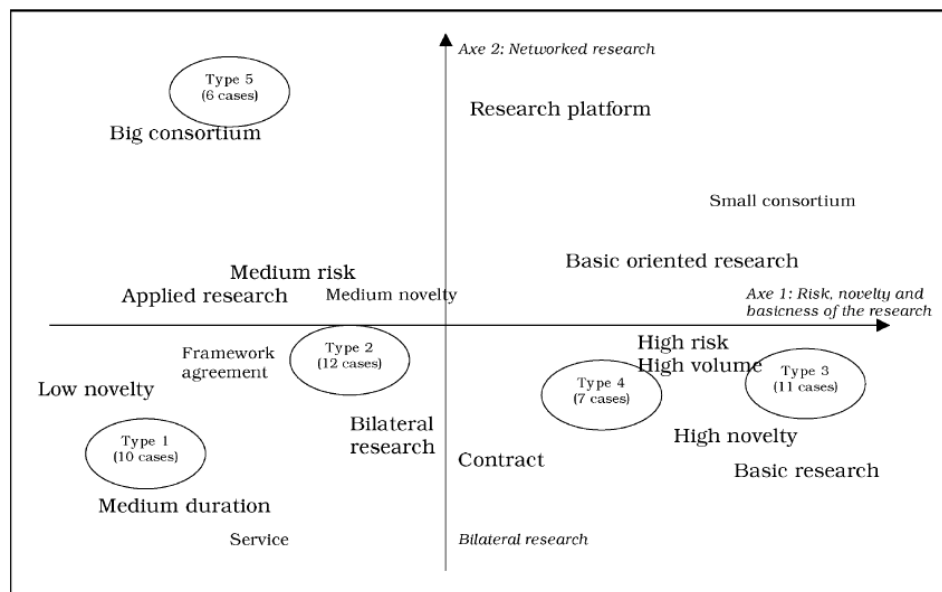 Axe 2: Networked research
Type 5
(6 cases)
Research platform
Big consortium
Small consortium
Basic oriented research
Medium risk
Applied research
Medium novelty
Axe 1: Risk, novelty and
basicness of the research
High risk
High volume
Type 2
(12 cases)
Framework
agreement
Type 3
(11 cases)
Type 4
(7 cases)
Low novelty
Bilateral
research
High novelty
Type 1
(10 cases)
Contract
Basic research
Medium duration
Service
Bilateral research